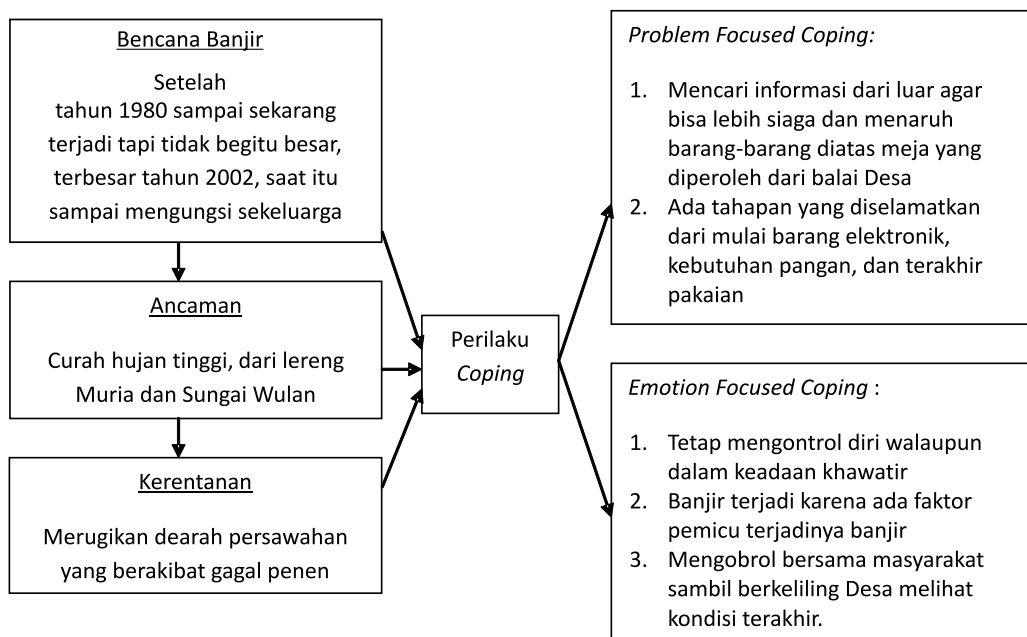 Bencana Banjir
Setelah
tahun 1980 sampai sekarang
terjadi tapi tidak begitu besar,
terbesar tahun 2002, saat itu
sampai mengungsi sekeluarga
Ancaman
Curah hujan tinggi, dari lereng
Muria dan Sungai Wulan
Kerentanan
Merugikan dearah persawahan
yang berakibat gagal penen
Perilaku
Coping
Problem Focused Coping:
1. Mencari informasi dari luar agar
bisa lebih siaga dan menaruh
barang-barang diatas meja yang
diperoleh dari balai Desa
2. Ada tahapan yang diselamatkan
dari mulai barang elektronik,
kebutuhan pangan, dan terakhir
pakaian
Emotion Focused Coping :
1. Tetap mengontrol diri walaupun
dalam keadaan khawatir
2. Banjir terjadi karena ada faktor
pemicu terjadinya banjir
3. Mengobrol bersama masyarakat
sambil berkeliling Desa melihat
kondisi terakhir.